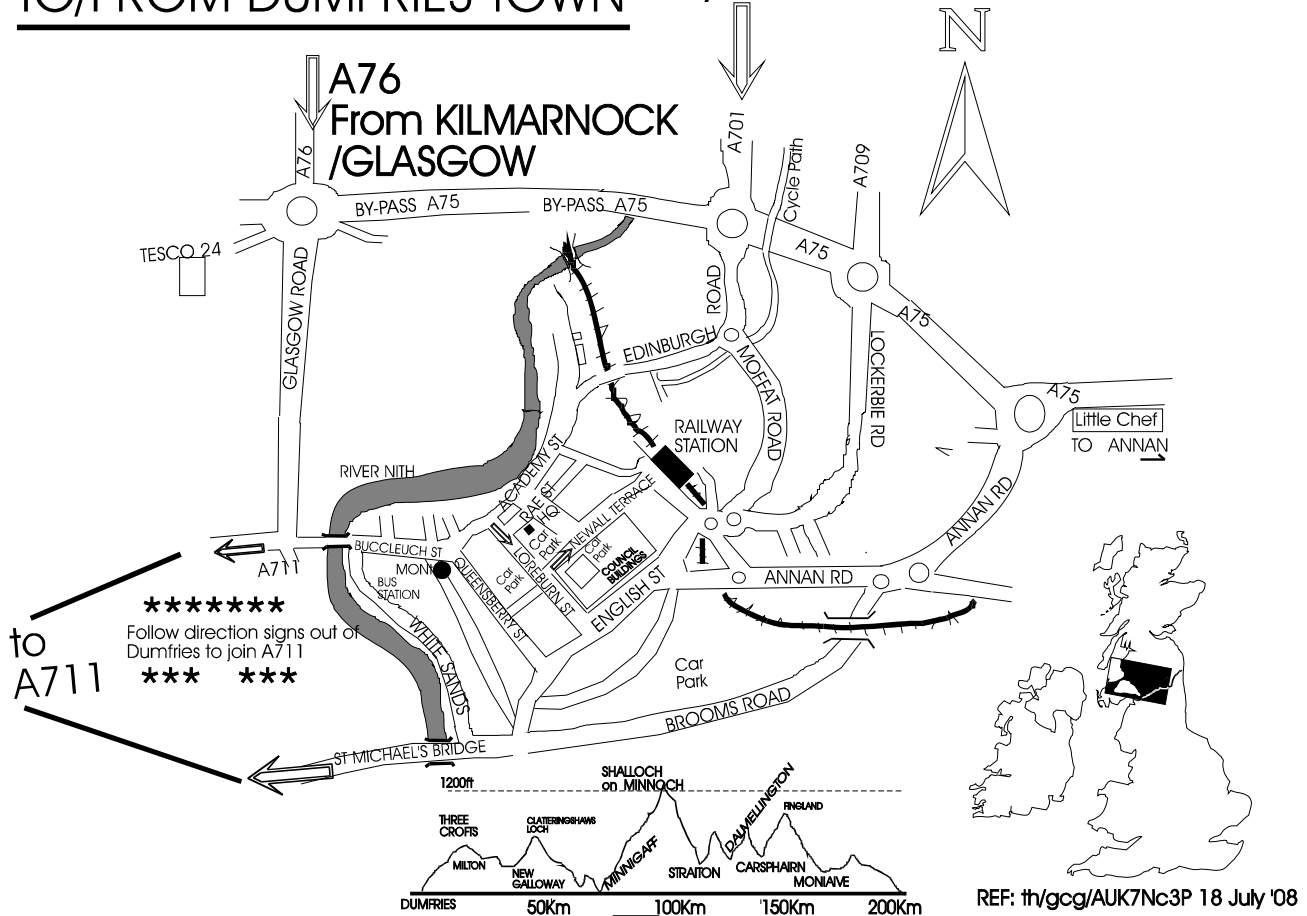 TO/FROM DUMFRIES TOWN
N
A76
From KILMARNOCK
/GLASGOW
A76
A701
Cycle Path
A709
BY-PASS A75
BY-PASS A75
A75
TESCO 24
GLASGOW ROAD
ROAD
EDINBURGH
MOFFAT ROAD
LOCKERBIE RD
A75
A75
Little Chef
TO ANNAN
RAILWAY
STATION
RIVER NITH
ACADEMY ST
RAE ST
HQ
Car
Park
NEWALL TERRACE
Car
Park
COUNCIL
BUILDINGS
LOREBURN ST
Car
Park
QUEENSBERRY ST
ENGLISH ST
ANNAN RD
ANNAN RD
BUCCLEUCH ST
A711
MONT
BUS
STATION
WHITE SANDS
to
A711
*******
Follow direction signs out of
Dumfries to join A711
*** ***
Car
Park
BROOMS ROAD
ST MICHAEL'S BRIDGE
1200ft
SHALLOCH
on MINNOCH
THREE
CROFTS
CLATTERINGSHAWS
LOCH
DALMELLINGTON
FINGLAND
MILTON
NEW
GALLOWAY
MINNIGAFF
STRAITON
CARSPHAIRN
MONIAIVE
DUMFRIES
50Km
100Km
'150Km
200Km
REF: th/gcg/AUK7Nc3P 18 July '08